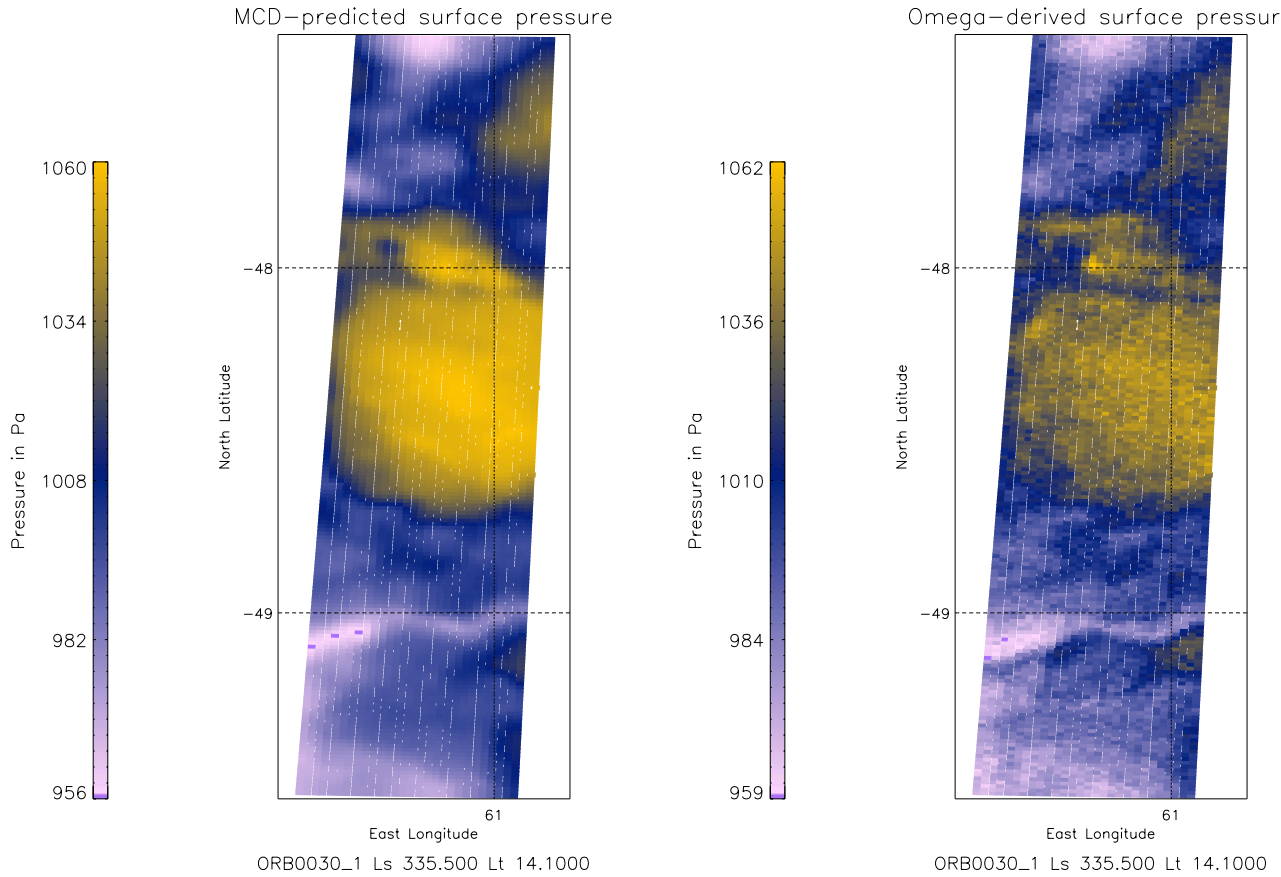 MCD-predicted surface pressure
1060
1034
1008
982
956
Pressure in Pa
-48
-49
North Latitude
61
East Longitude
ORB0030_1 Ls 335.500 Lt 14.1000
Omega-derived surface pressur
1062
1036
1010
984
959
Pressure in Pa
-48
-49
North Latitude
61
East Longitude
ORB0030_1 Ls 335.500 Lt 14.1000